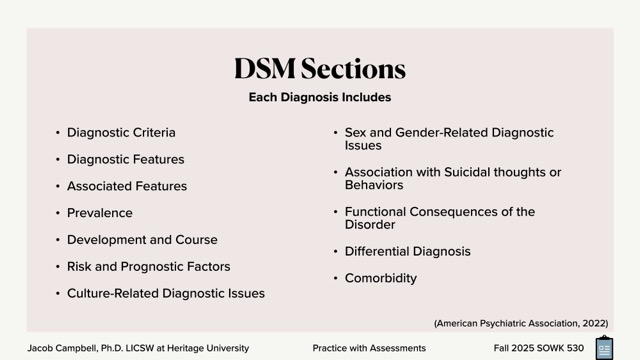 DSM Sections
Each Diagnosis Includes
• Diagnostic Criteria
• Diagnostic Features
• Associated Features
• Prevalence
• Development and Course
• Risk and Prognostic Factors
• Culture-Related Diagnostic Issues
• Sex and Gender-Related Diagnostic
Issues
• Association with Suicidal thoughts or
Behaviors
• Functional Consequences of the
Disorder
• Differential Diagnosis
• Comorbidity
(American Psychiatric Association, 2022)
Jacob Campbell, Ph.D. LICSW at Heritage University
Practice with Assessments
Fall 2025 SOWK 530